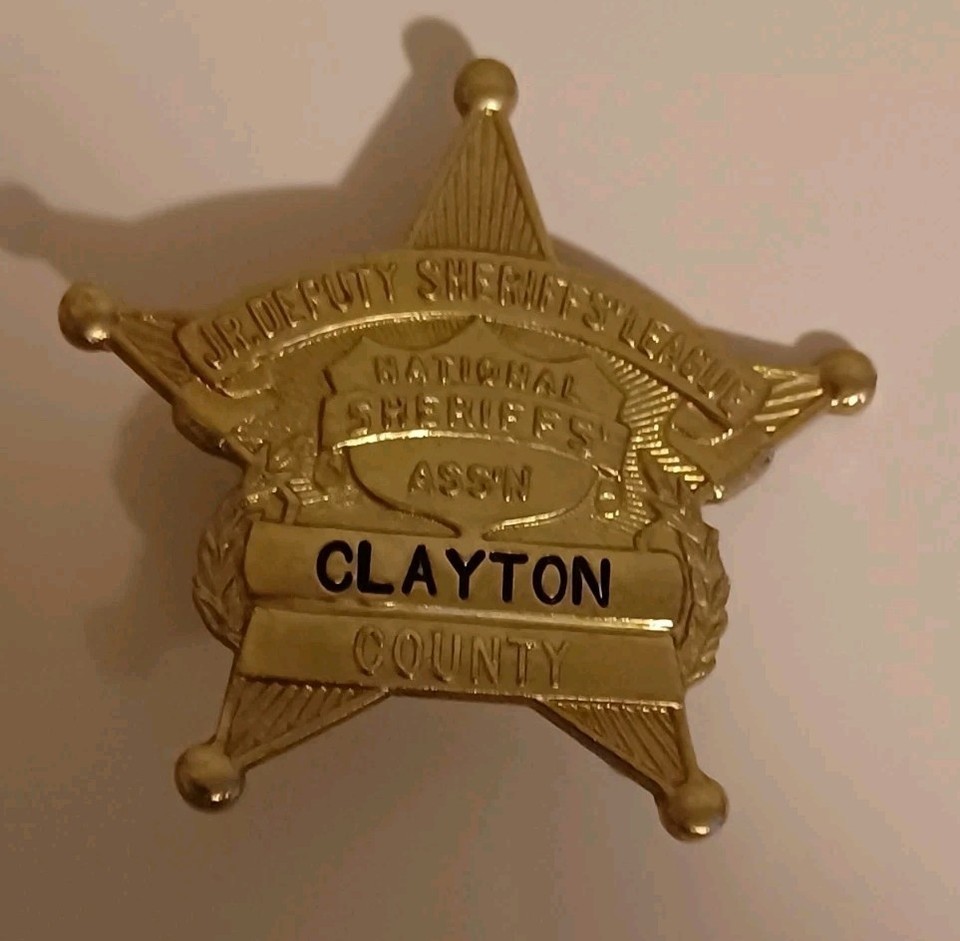 JR. DEPUTY SHERIFFS' LEAGUE
NATIONAL
SHERIFFS'
ASS'N
CLAYTON
COUNTY